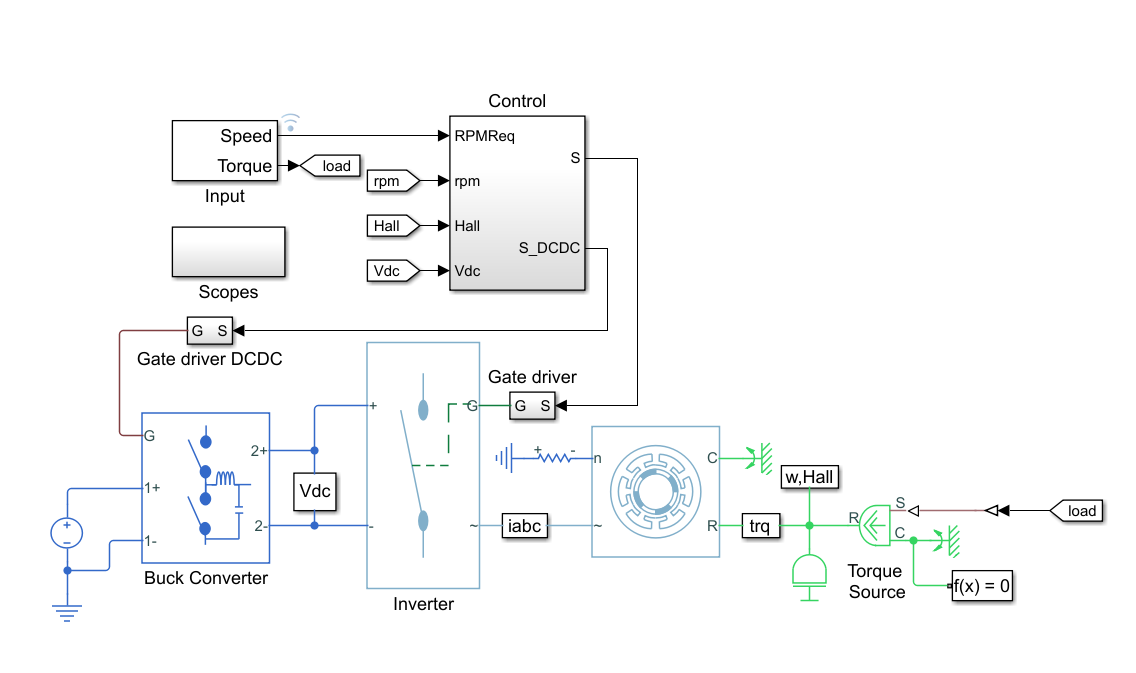 Control
Speed
Torque
Input
load
RPMReq
rpm
rpm
Hall
Hall
Vdc
Vdc
S
S_DCDC
Scopes
G S
Gate driver DCDC
Gate driver
G S
G
+
-
~
Inverter
G
1+
1-
2+
2-
Buck Converter
+
-
Vdc
+ -
n
~
C
R
iabc
trq
w,Hall
R
S
C
load
Torque
Source
f(x) = 0